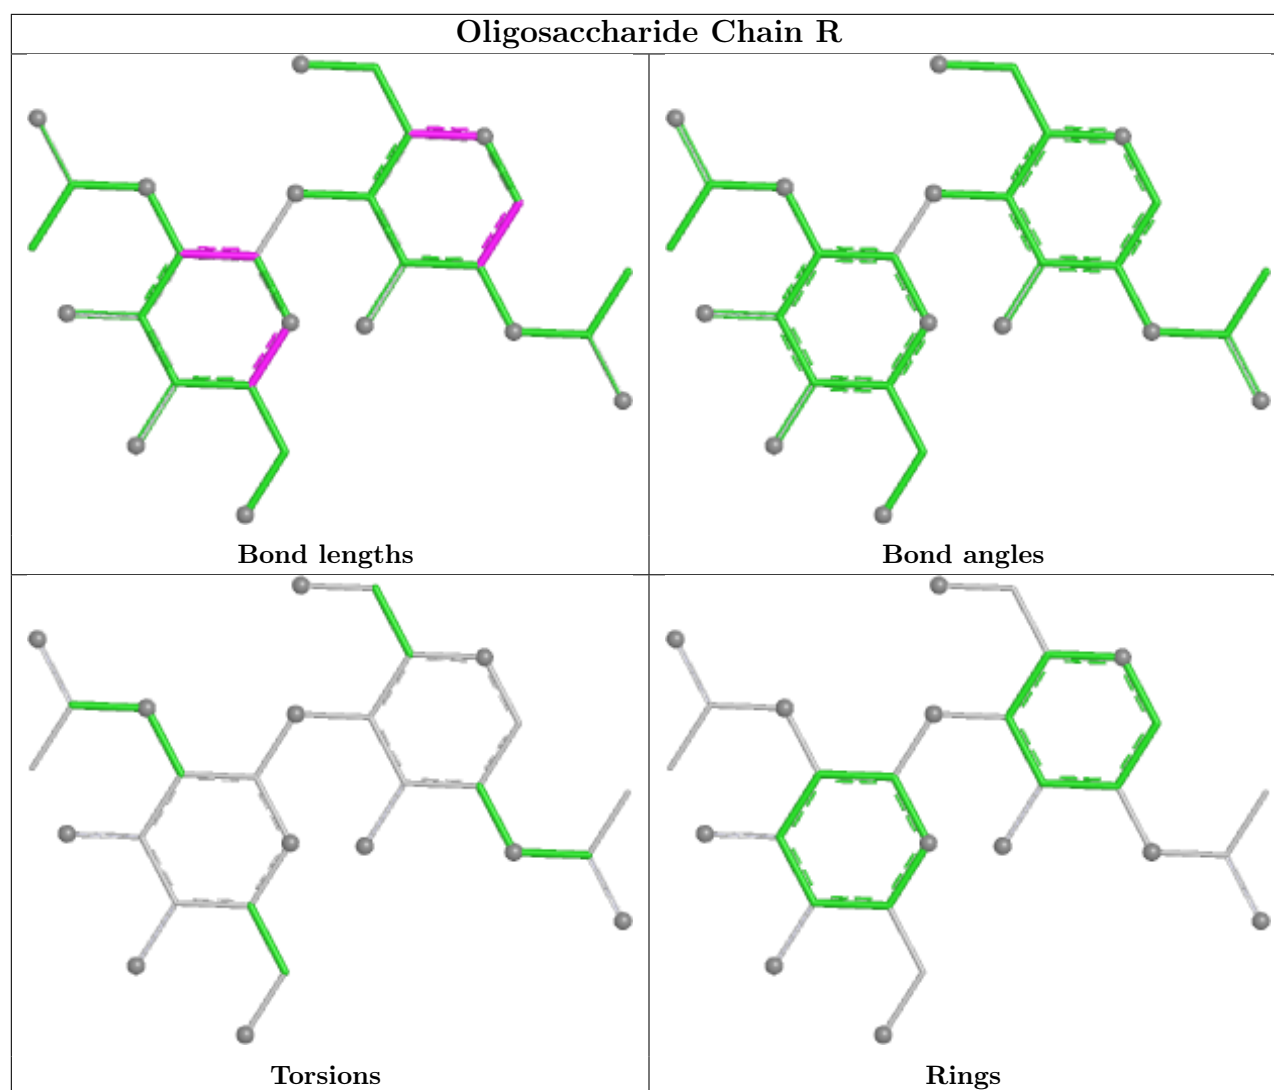 Oligosaccharide Chain R
Bond lengths
Bond angles
Torsions
Rings